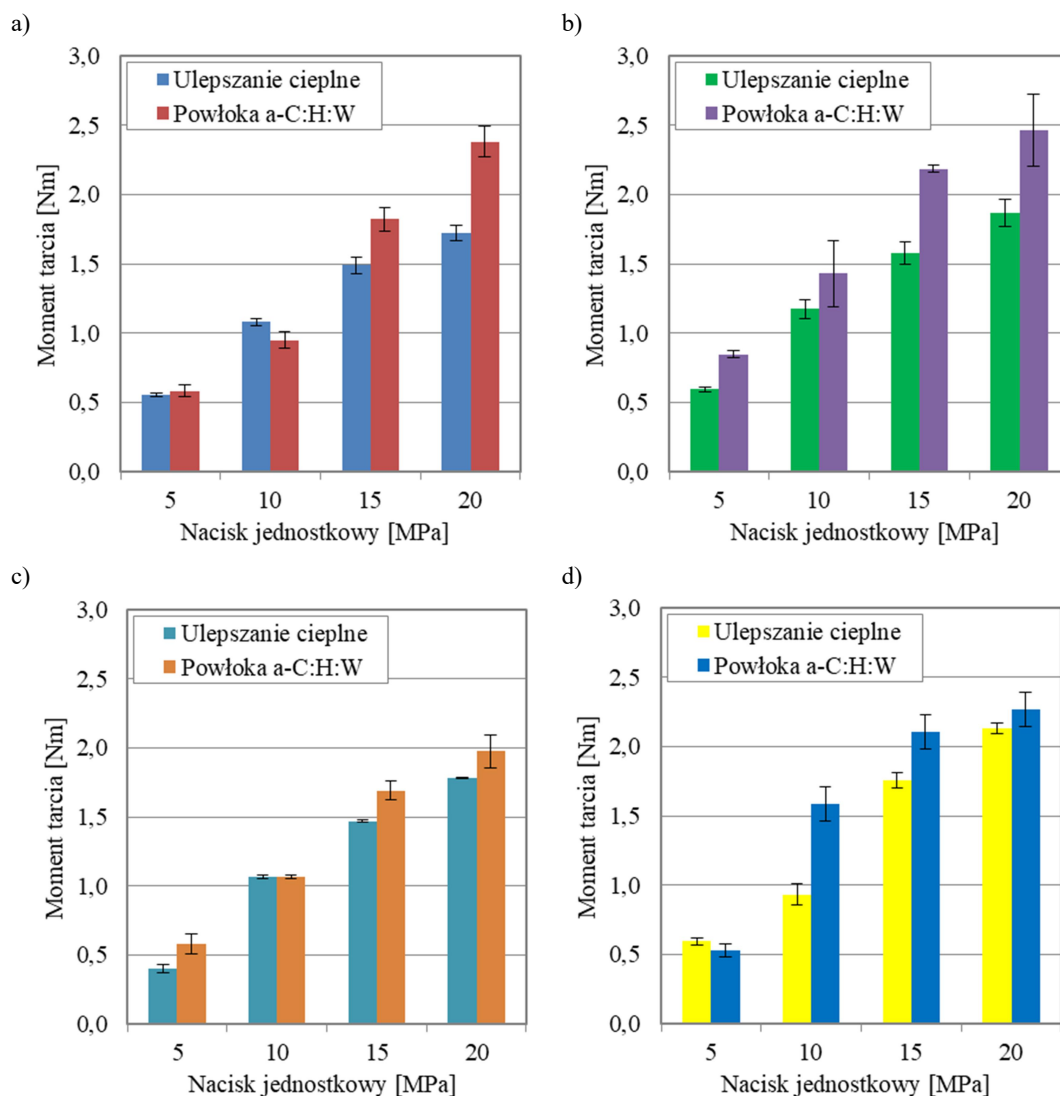 a)
3,0
2,5
2,0
1,5
1,0
0,5
0,0
Moment tarcia [Nm]
Ulepszanie cieplne
Powłoka a-C:H:W
5 10 15 20
Nacisk jednostkowy [MPa]
b)
3,0
2,5
2,0
1,5
1,0
0,5
0,0
Moment tarcia [Nm]
Ulepszanie cieplne
Powłoka a-C:H:W
5 10 15 20
Nacisk jednostkowy [MPa]
c)
3,0
2,5
2,0
1,5
1,0
0,5
0,0
Moment tarcia [Nm]
Ulepszanie cieplne
Powłoka a-C:H:W
5 10 15 20
Nacisk jednostkowy [MPa]
d)
3,0
2,5
2,0
1,5
1,0
0,5
0,0
Moment tarcia [Nm]
Ulepszanie cieplne
Powłoka a-C:H:W
5 10 15 20
Nacisk jednostkowy [MPa]